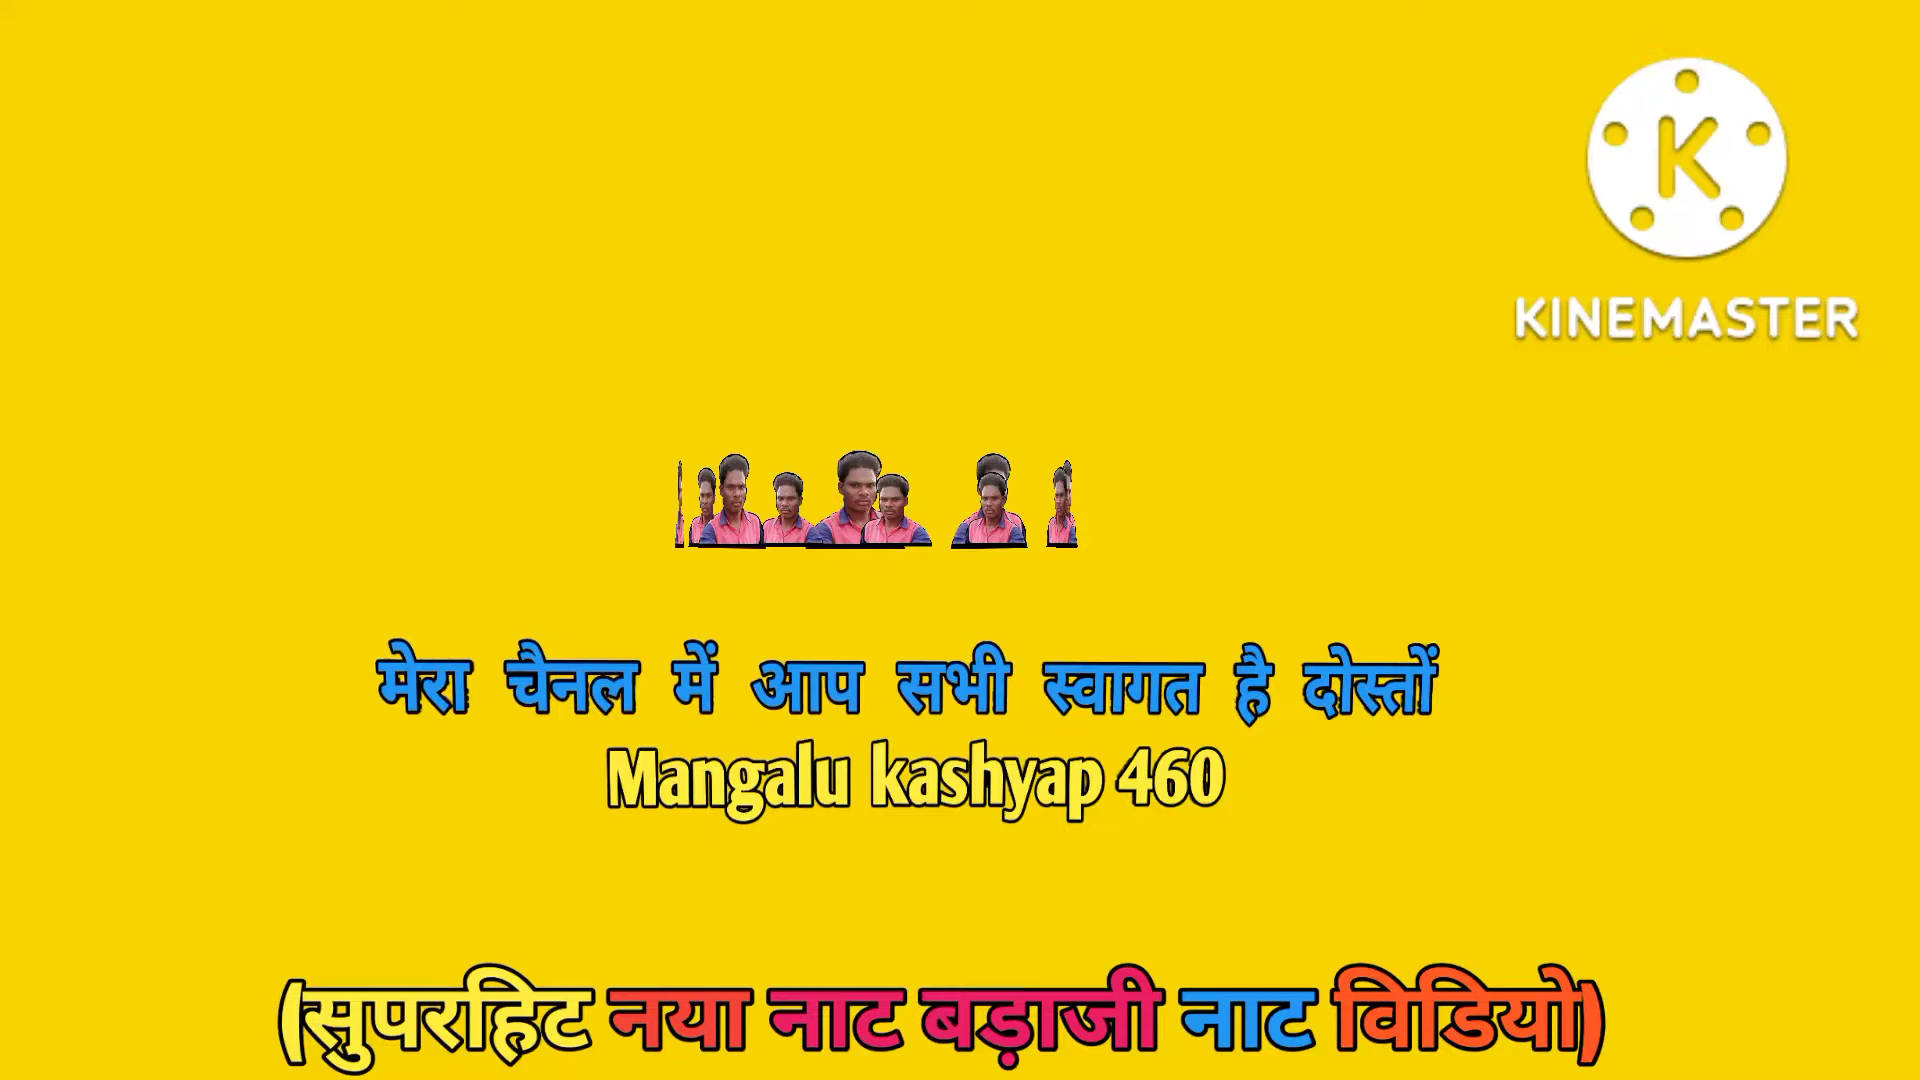 K
KINEMASTER
मेरा चैनल में आप सभी स्वागत है दोस्तों
Mangalu kashyap 460
(सुपरहिट नया नाट बड़ाजी नाट विडियो)